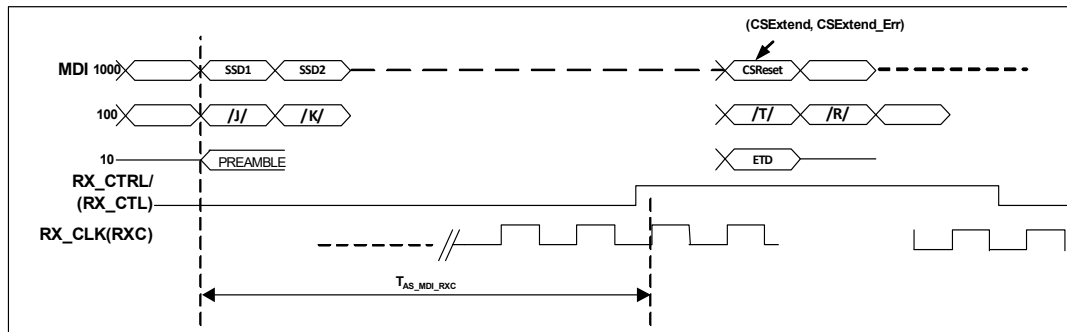 (CSExtend, CSExtend_Err)
MDI 1000 SSD1 SSD2 CSReset
100 /J/ /K/ /T/ /R/
10 PREAMBLE ETD
RX_CTRL/
(RX_CTL)
RX_CLK(RXC)
TAS_MDI_RXC